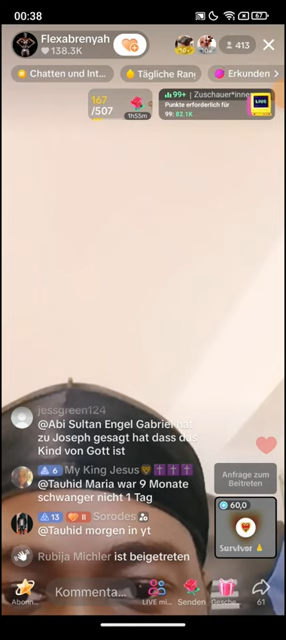 00:38
67
Flexabrenyah
138.3K
413
Chatten und Int...
Tägliche Rang
Erkunden
167
/507
1h55m
99+ | Zuschauer*innen
Punkte erforderlich für
99: 82.1K
LIVE
jessgreen124
@Abi Sultan Engel Gabriel hat
zu Joseph gesagt hat dass das
Kind von Gott ist
6 My King Jesus
@Tauhid Maria war 9 Monate
schwanger nicht 1 Tag
Anfrage zum
Beitreten
13 II Sorodes
@Tauhid morgen in yt
60,0
Survivor
Rubija Michler ist beigetreten
Abonn...
Kommenta...
LIVE mi...
Senden
Gesche...
61